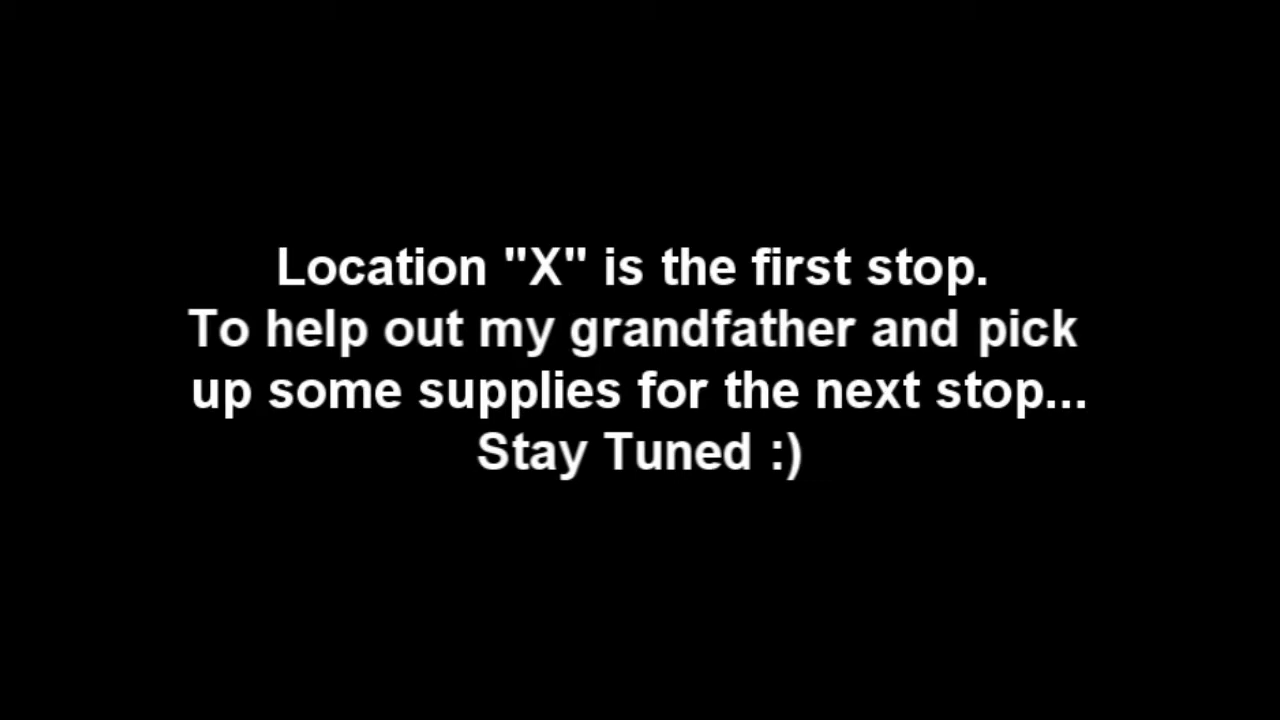 Location "X" is the first stop.
To help out my grandfather and pick
up some supplies for the next stop...
Stay Tuned :)